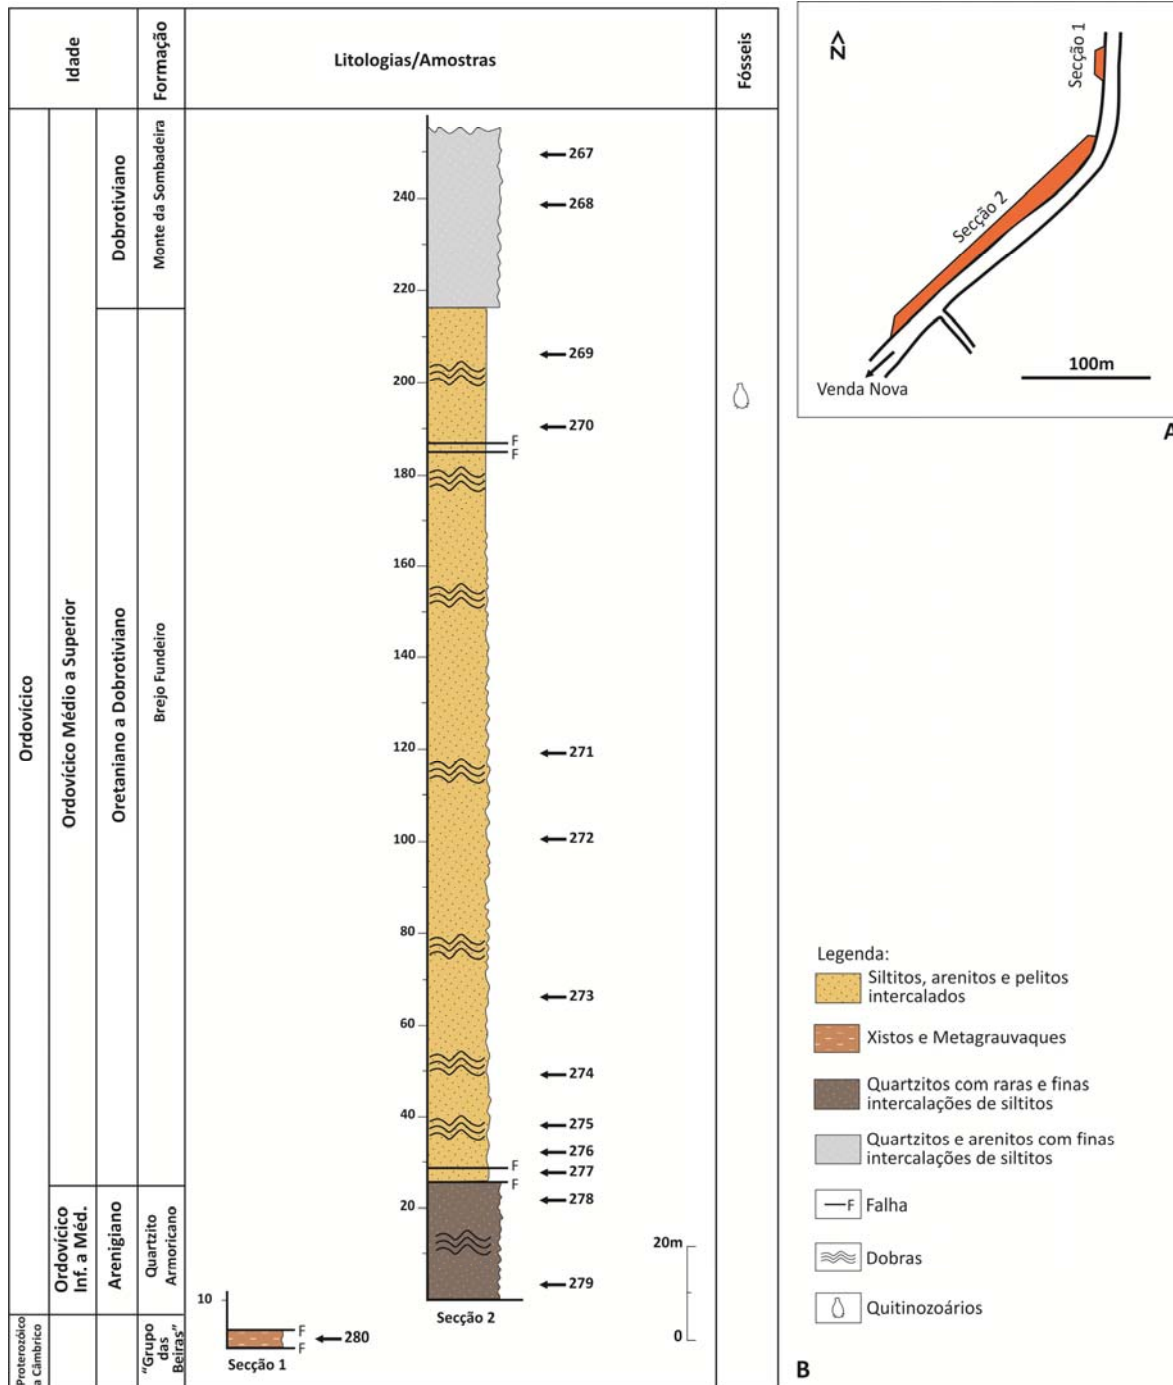 Idade
Formação
Litologias/Amostras
Fósseis
Ordovícico
Ordovícico Médio a Superior
Dobrotiviano
Monte da Sombadeira
Oretaniano a Dobrotiviano
Brejo Fundeiro
Ordovícico
Inf. a Méd.
Arenigiano
Quartzito
Armoricano
Proterozóico
a Câmbrico
"Grupo
das
Beiras"
240
220
200
180
160
140
120
100
80
60
40
20
267
268
269
270
F
F
271
272
273
274
275
276
277
F
F
278
279
Secção 2
10
F
F
280
Secção 1
20m
0
N
Secção 1
Secção 2
100m
Venda Nova
A
Legenda:
Siltitos, arenitos e pelitos
intercalados
Xistos e Metagrauvaques
Quartzitos com raras e finas
intercalações de siltitos
Quartzitos e arenitos com finas
intercalações de siltitos
F Falha
Dobras
Quitinozoários
B